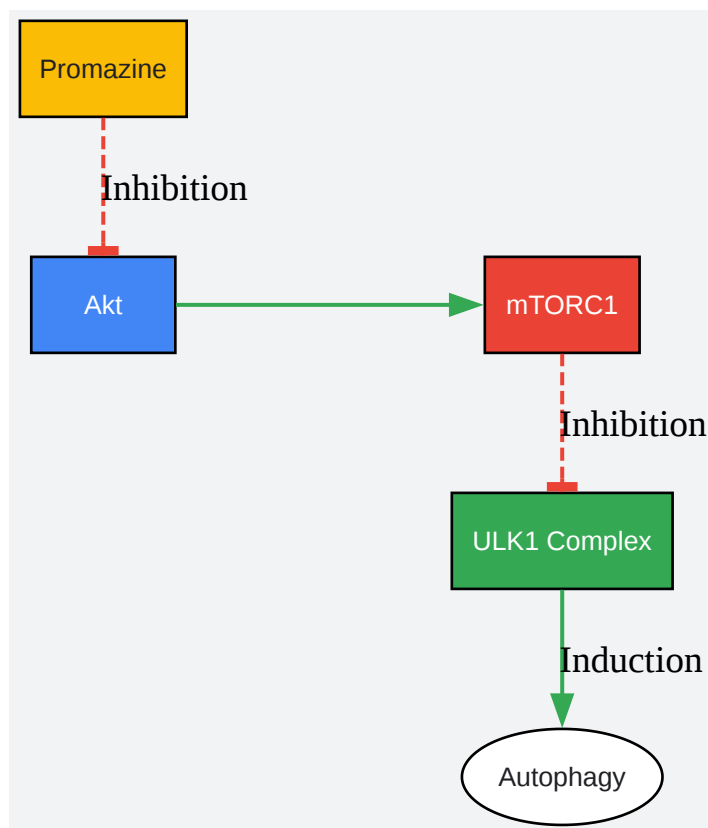 Promazine
Inhibition
Akt
mTORC1
Inhibition
ULK1 Complex
Induction
Autophagy